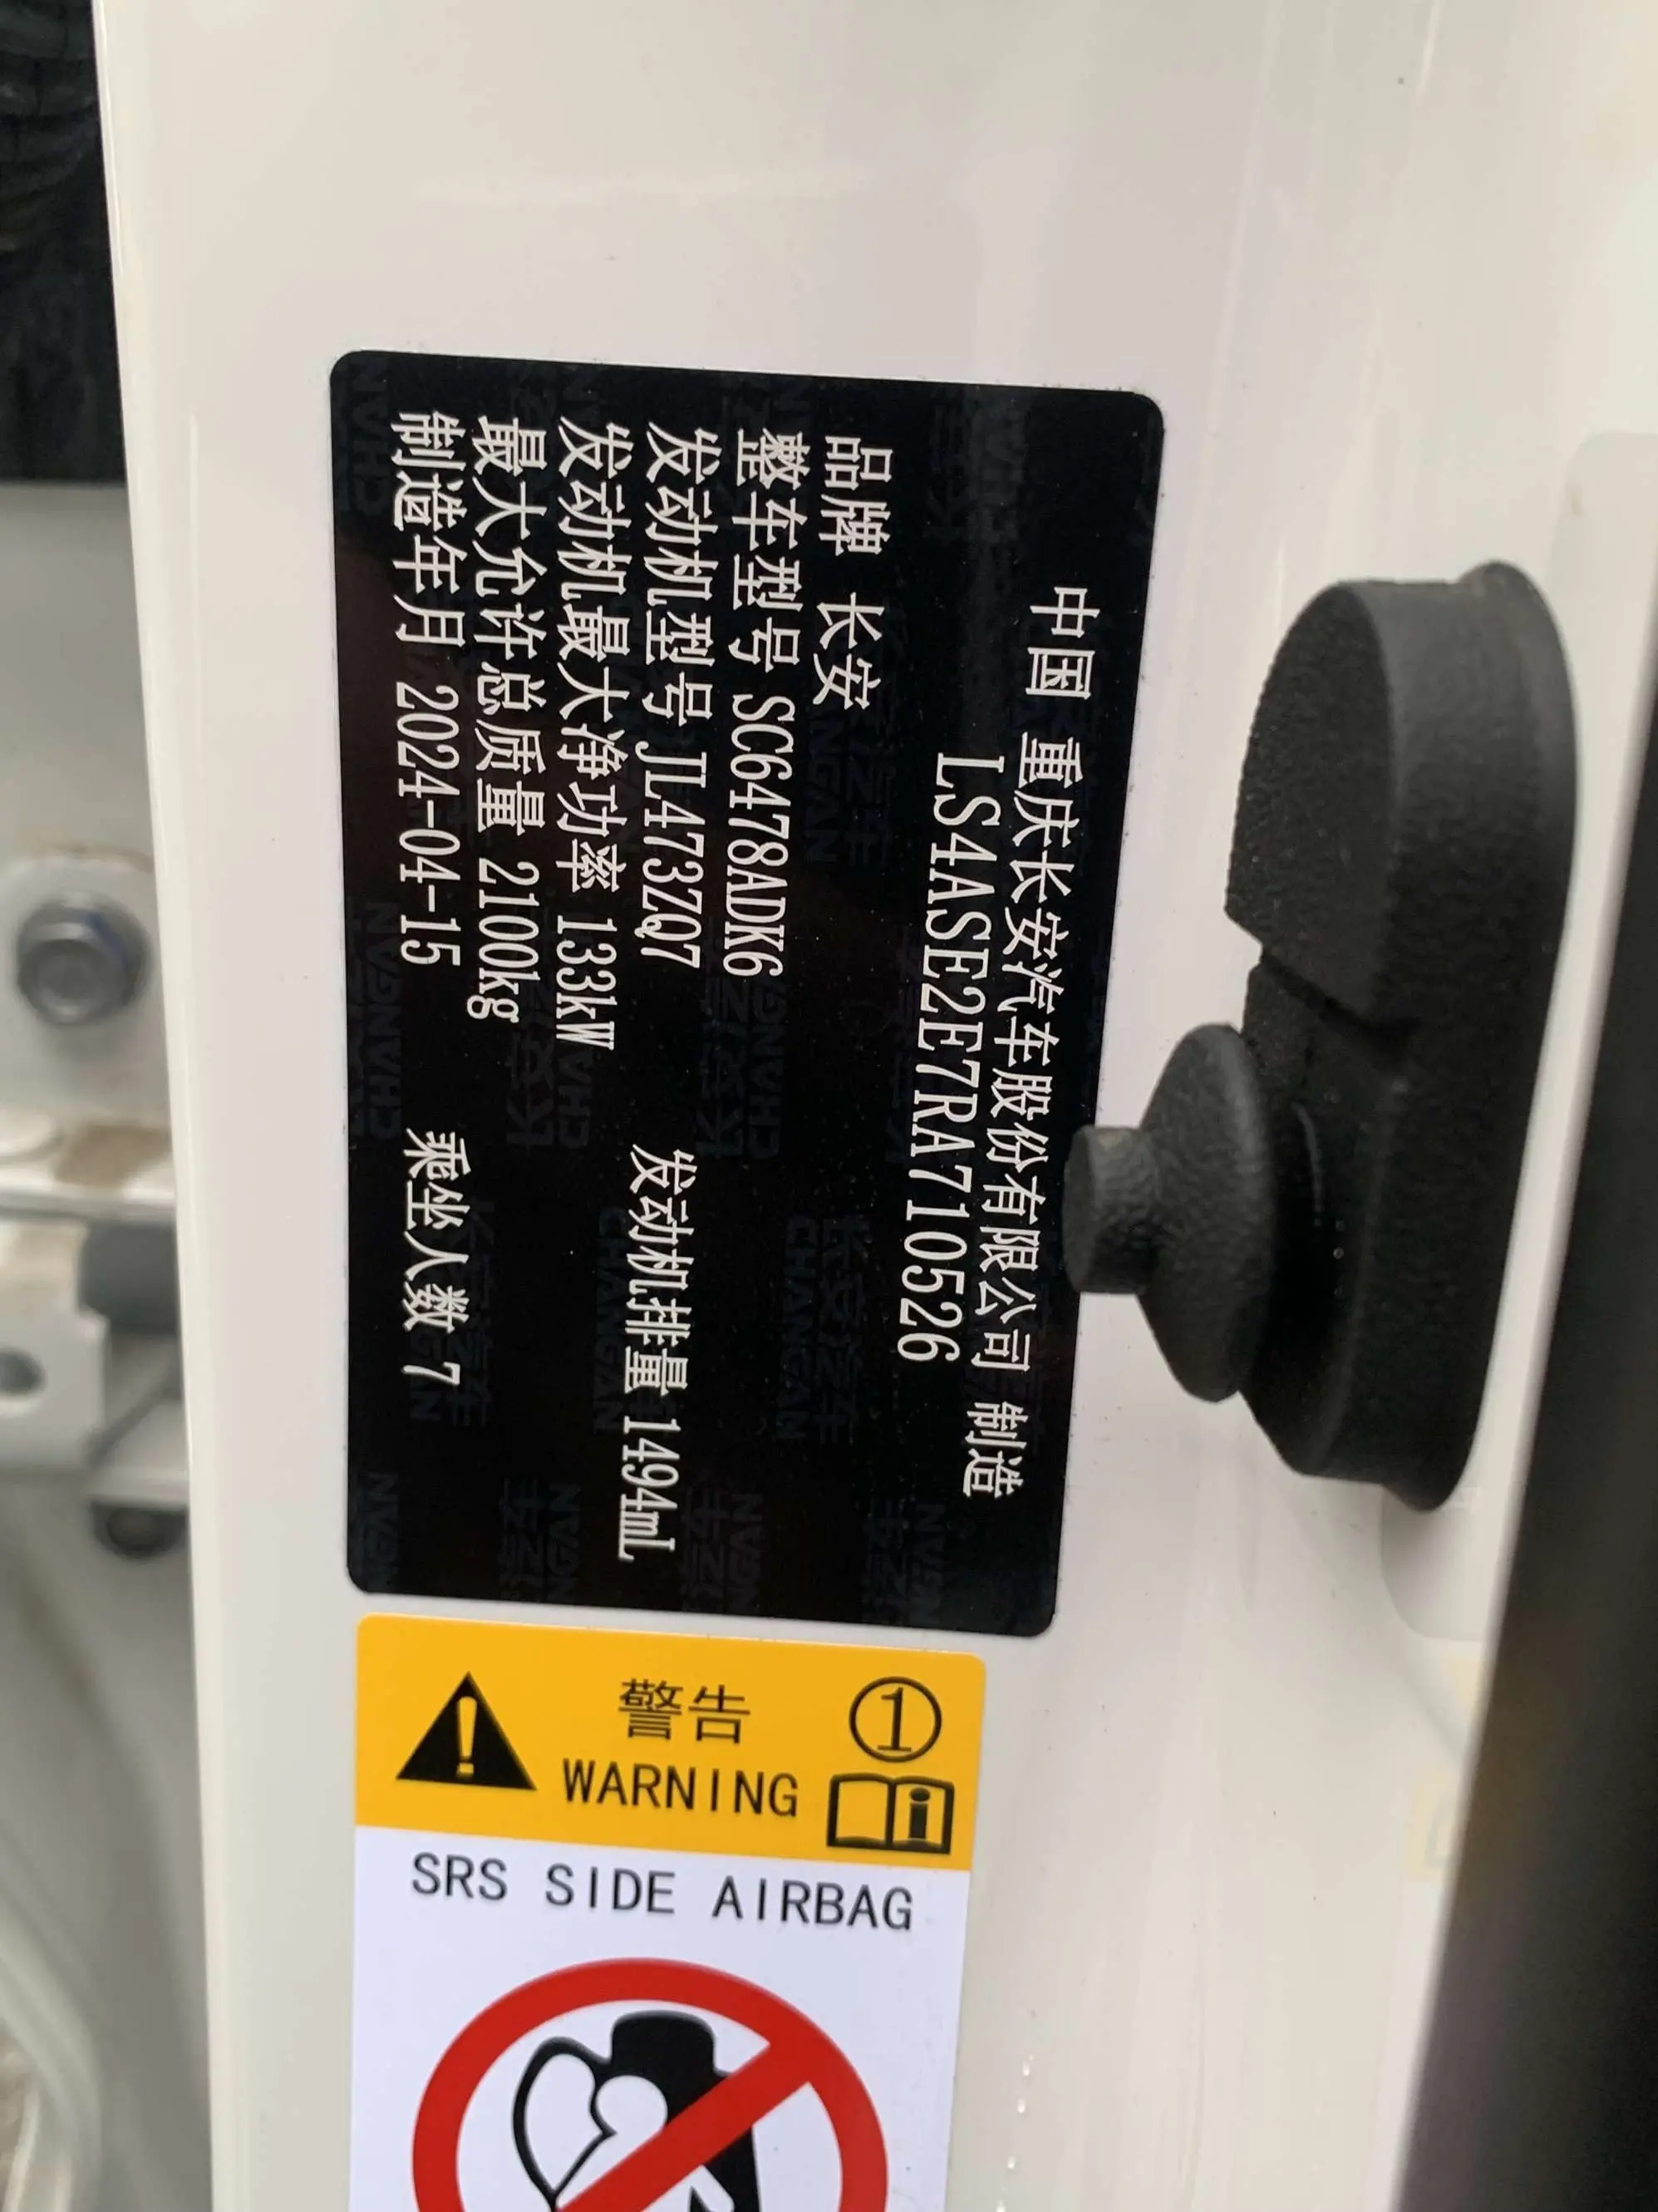 中国 重庆长安汽车股份有限公司 制造
LS4ASE2E7RA710526
品牌 长安
整车型号 SC6478ADK6
发动机型号 JL473ZQ7 发动机排量 1494mL
发动机最大净功率 133kW
最大允许总质量 2100kg
制造年月 2024-04-15 乘坐人数 7
警告 ①
WARNING
SRS SIDE AIRBAG